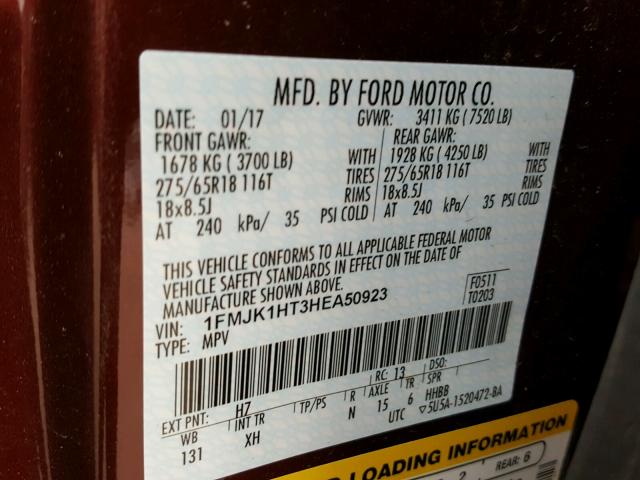 MFD. BY FORD MOTOR CO.
DATE: 01/17 GVWR: 3411 KG ( 7520 LB)
FRONT GAWR: REAR GAWR:
1678 KG ( 3700 LB) WITH 1928 KG ( 4250 LB) WITH
275/65R18 116T TIRES 275/65R18 116T TIRES
18x8.5J RIMS 18x8.5J RIMS
AT 240 kPa/ 35 PSI COLD AT 240 kPa/ 35 PSI COLD
THIS VEHICLE CONFORMS TO ALL APPLICABLE FEDERAL MOTOR
VEHICLE SAFETY STANDARDS IN EFFECT ON THE DATE OF
MANUFACTURE SHOWN ABOVE. F0511
VIN: 1FMJK1HT3HEA50923 T0203
TYPE: MPV
EXT PNT: H7 RC: 13 DSO:
WB INT TR TP/PS R AXLE TR SPR
131 XH N 15 6 HHBB
UTC ▽5U5A-1520472-BA
LOADING INFORMATION
2 REAR: 6